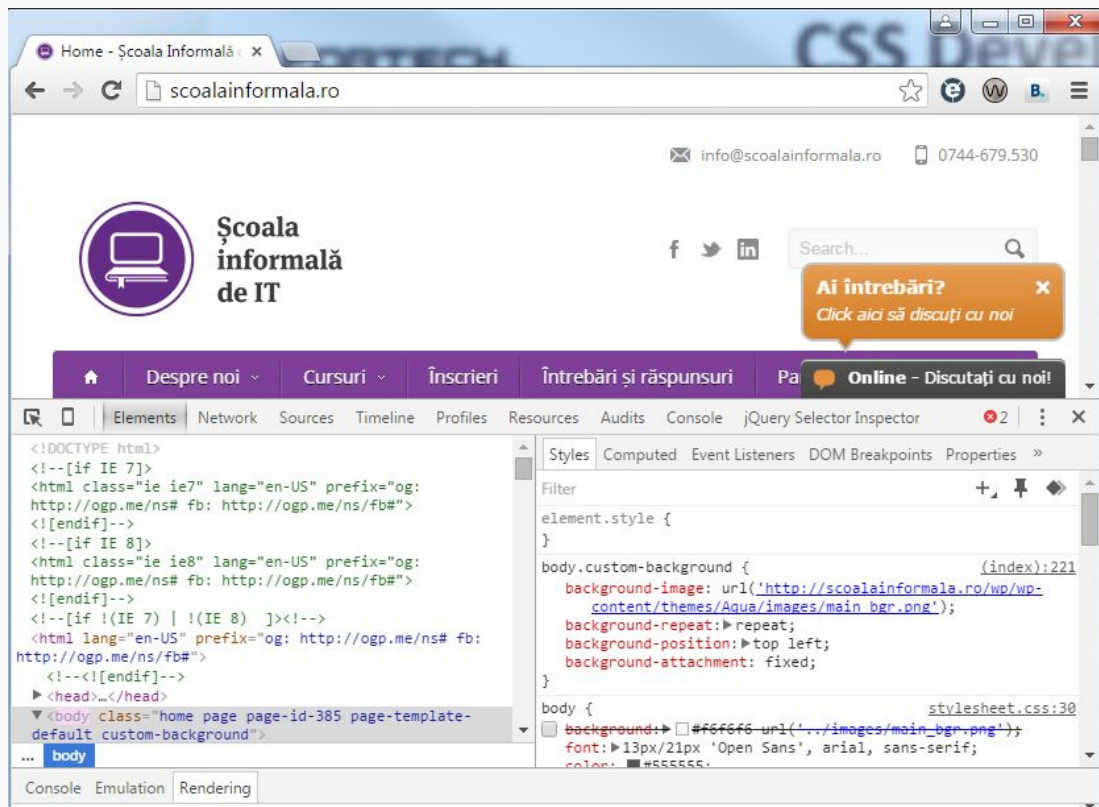 CSS Devel
Home - Școala Informală
scoalainformala.ro
B.
info@scoalainformala.ro 0744-679.530
Școala
informală
de IT
f in Search...
Ai întrebări?
Click aici să discuți cu noi
Despre noi Cursuri Înscrieri Întrebări și răspunsuri Pa
Online – Discutați cu noi!
Elements Network Sources Timeline Profiles Resources Audits Console jQuery Selector Inspector 2
<!DOCTYPE html>
<!--[if IE 7]>
<html class="ie ie7" lang="en-US" prefix="og:
http://ogp.me/ns# fb: http://ogp.me/ns/fb#">
<![endif]-->
<!--[if IE 8]>
<html class="ie ie8" lang="en-US" prefix="og:
http://ogp.me/ns# fb: http://ogp.me/ns/fb#">
<![endif]-->
<!--[if !(IE 7) | !(IE 8)  ]><!-->
<html lang="en-US" prefix="og: http://ogp.me/ns# fb:
http://ogp.me/ns/fb#">
<!--<![endif]-->
<head>…</head>
<body class="home page page-id-385 page-template-
default custom-background">
... body
Styles Computed Event Listeners DOM Breakpoints Properties »
Filter
element.style {
}
body.custom-background { (index):221
background-image: url('http://scoalainformala.ro/wp/wp-
content/themes/Aqua/images/main_bgr.png');
background-repeat: repeat;
background-position: top left;
background-attachment: fixed;
}
body { stylesheet.css:30
background: #f6f6f6 url('../images/main_bgr.png');
font: 13px/21px 'Open Sans', arial, sans-serif;
color: #555555;
Console Emulation Rendering